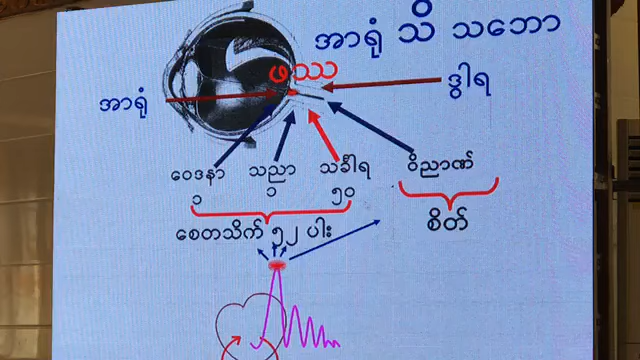 အာရုံ သိ သဘော
ဖဿ
အာရုံ
ဒွါရ
ဝေဒနာ သညာ သင်္ခါရ ဝိညာဏ်
၁ ၁ ၅၀
စေတသိက် ၅၂ ပါး
စိတ်